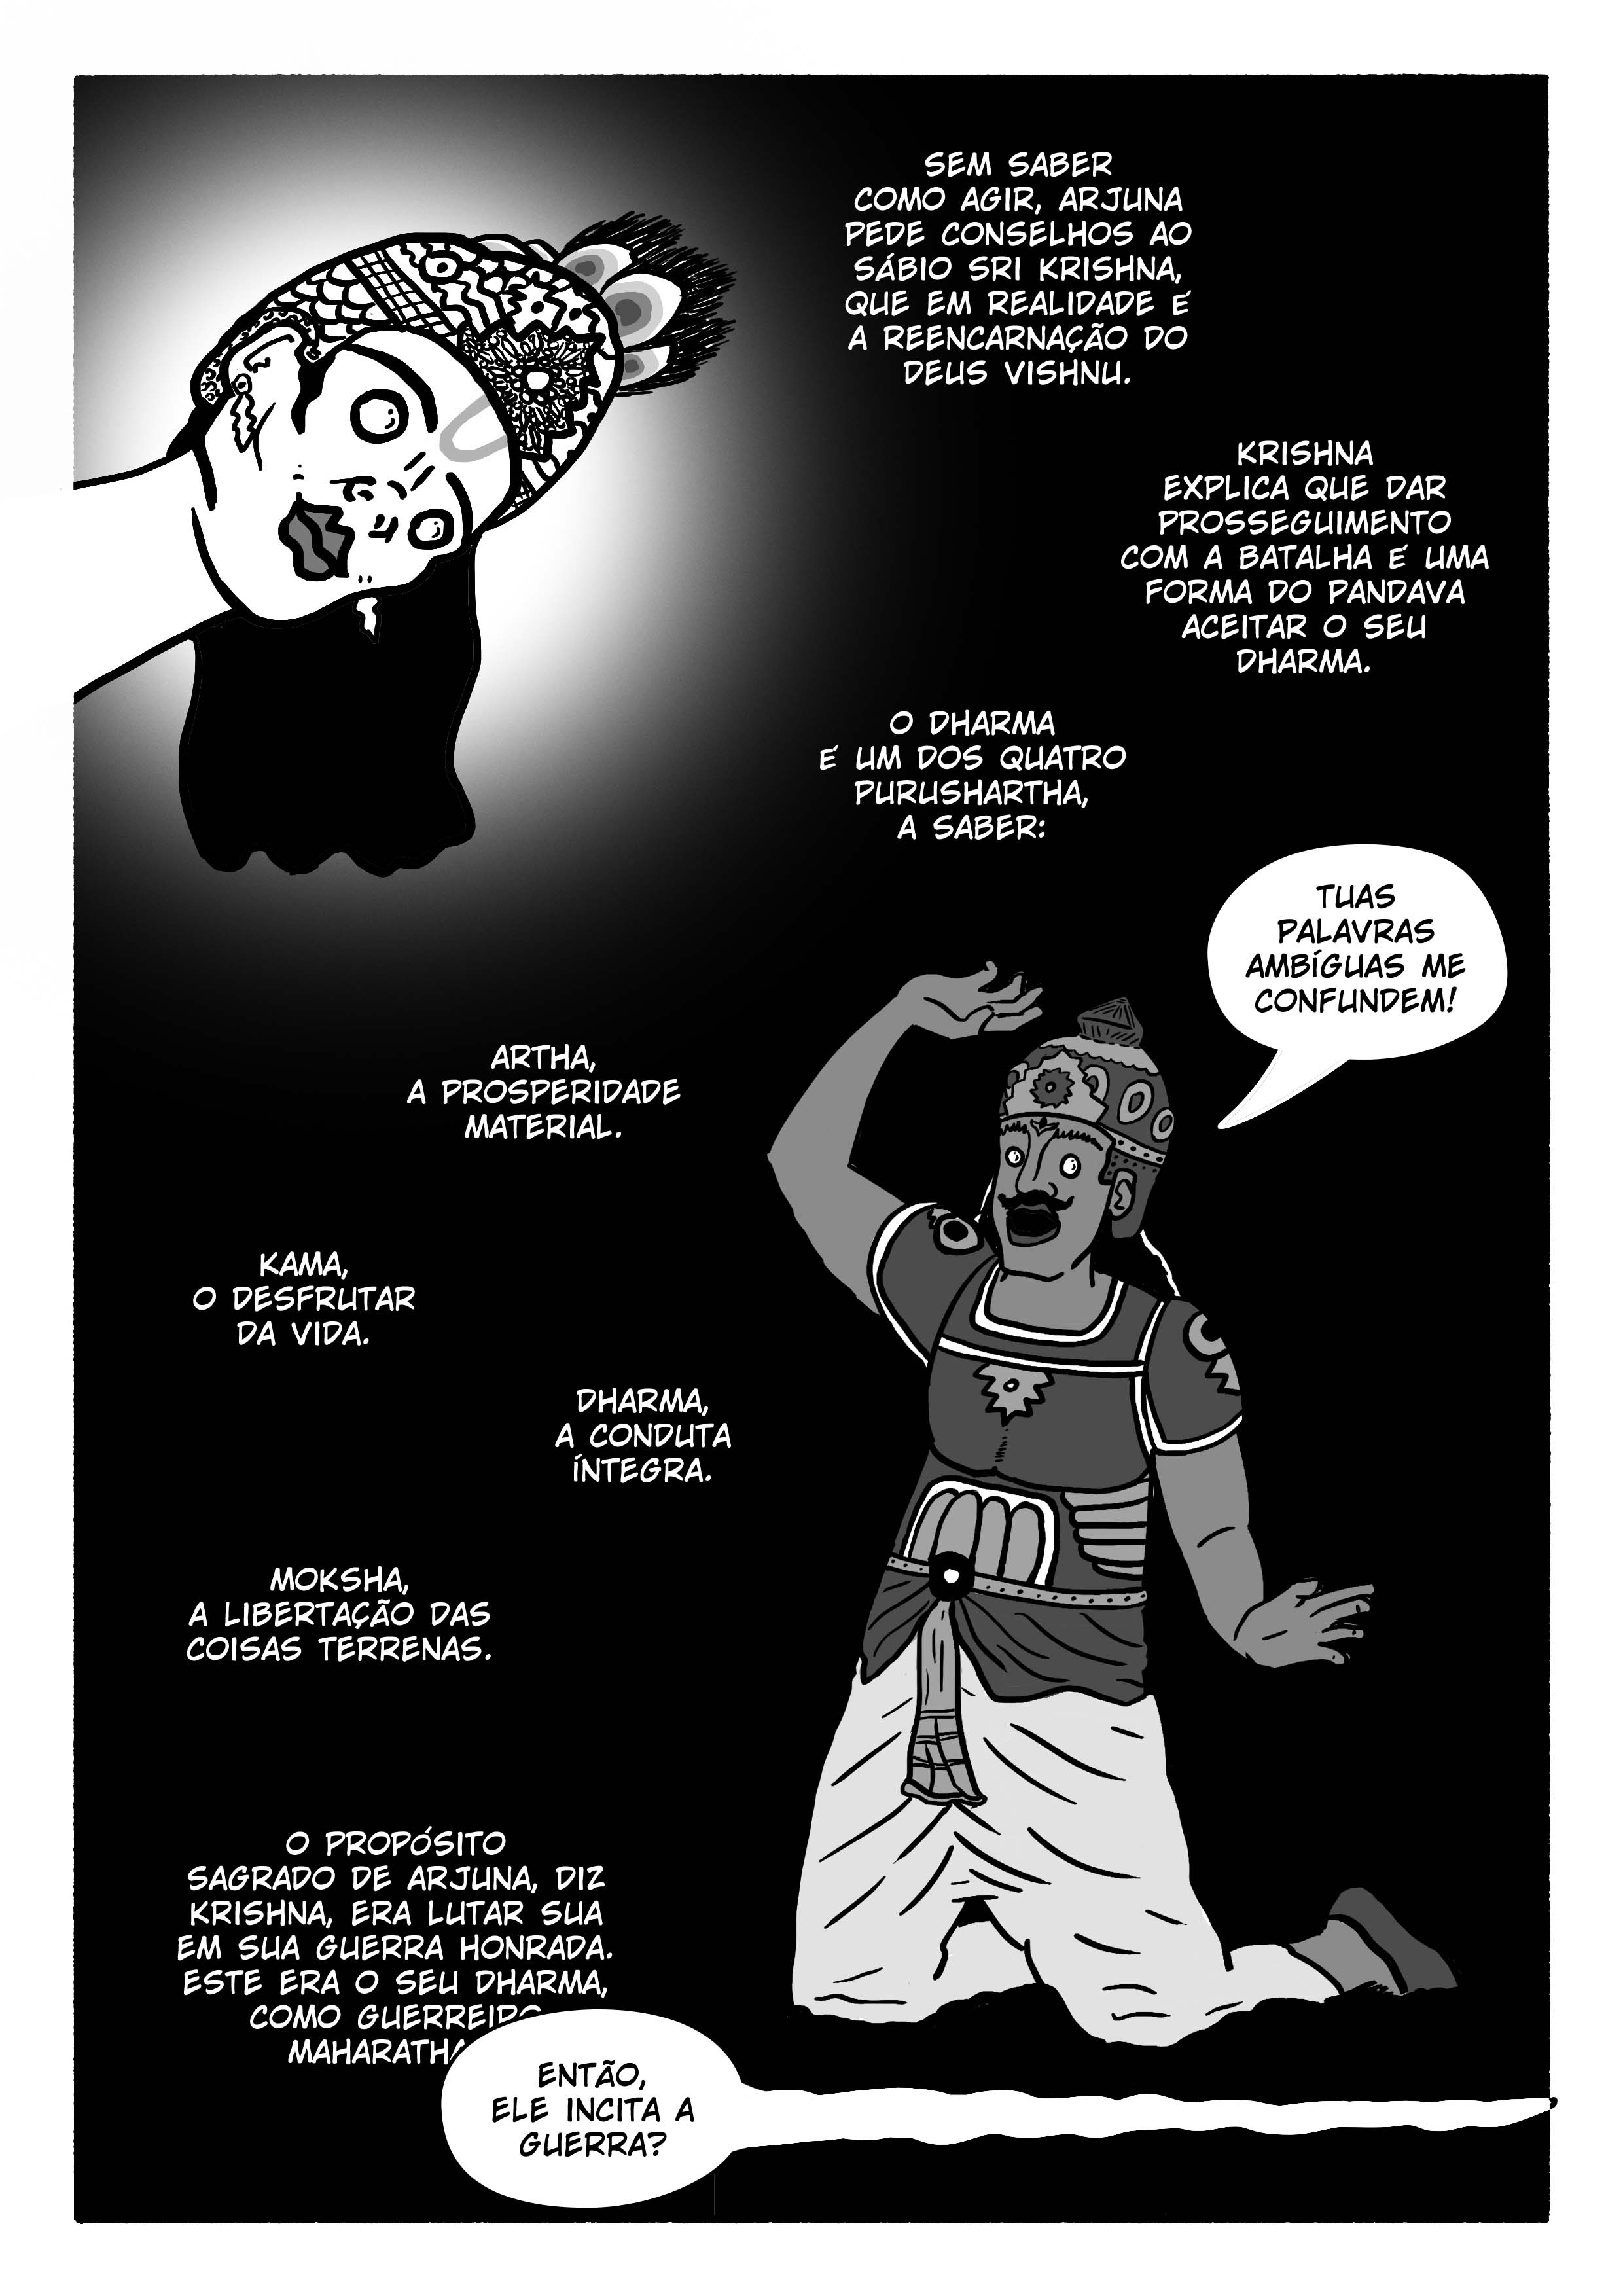 SEM SABER
COMO AGIR, ARJUNA
PEDE CONSELHOS AO
SÁBIO SRI KRISHNA,
QUE EM REALIDADE É
A REENCARNAÇÃO DO
DEUS VISHNU.
KRISHNA
EXPLICA QUE DAR
PROSSEGUIMENTO
COM A BATALHA É UMA
FORMA DO PANDAVA
ACEITAR O SEU
DHARMA.
O DHARMA
É UM DOS QUATRO
PURUSHARTHA,
A SABER:
TUAS
PALAVRAS
AMBÍGUAS ME
CONFUNDEM!
ARTHA,
A PROSPERIDADE
MATERIAL.
KAMA,
O DESFRUTAR
DA VIDA.
DHARMA,
A CONDUTA
ÍNTEGRA.
MOKSHA,
A LIBERTAÇÃO DAS
COISAS TERRENAS.
O PROPÓSITO
SAGRADO DE ARJUNA, DIZ
KRISHNA, ERA LUTAR SUA
EM SUA GUERRA HONRADA.
ESTE ERA O SEU DHARMA,
COMO GUERREIRO
MAHARATHA
ENTÃO,
ELE INCITA A
GUERRA?